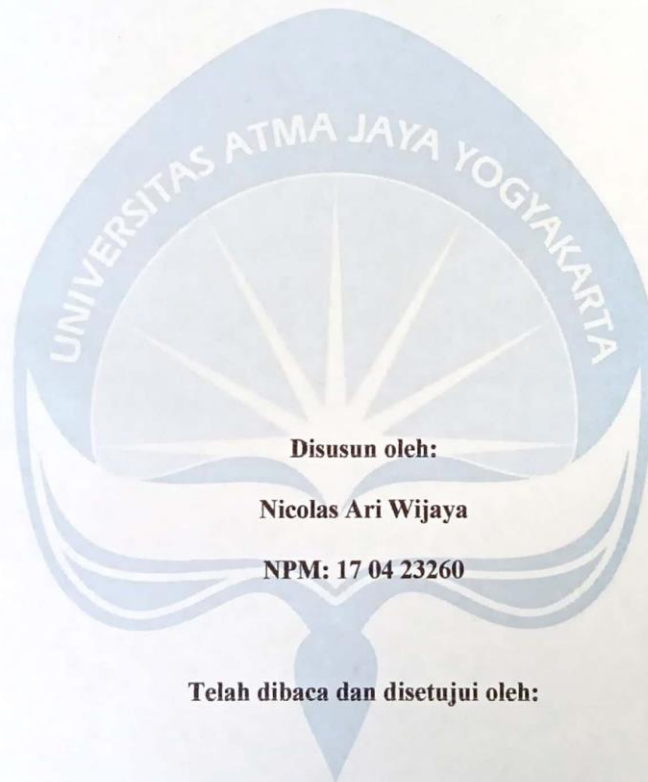 UNIVERSITAS ATMA JAYA YOGYAKARTA
Disusun oleh:
Nicolas Ari Wijaya
NPM: 17 04 23260
Telah dibaca dan disetujui oleh: